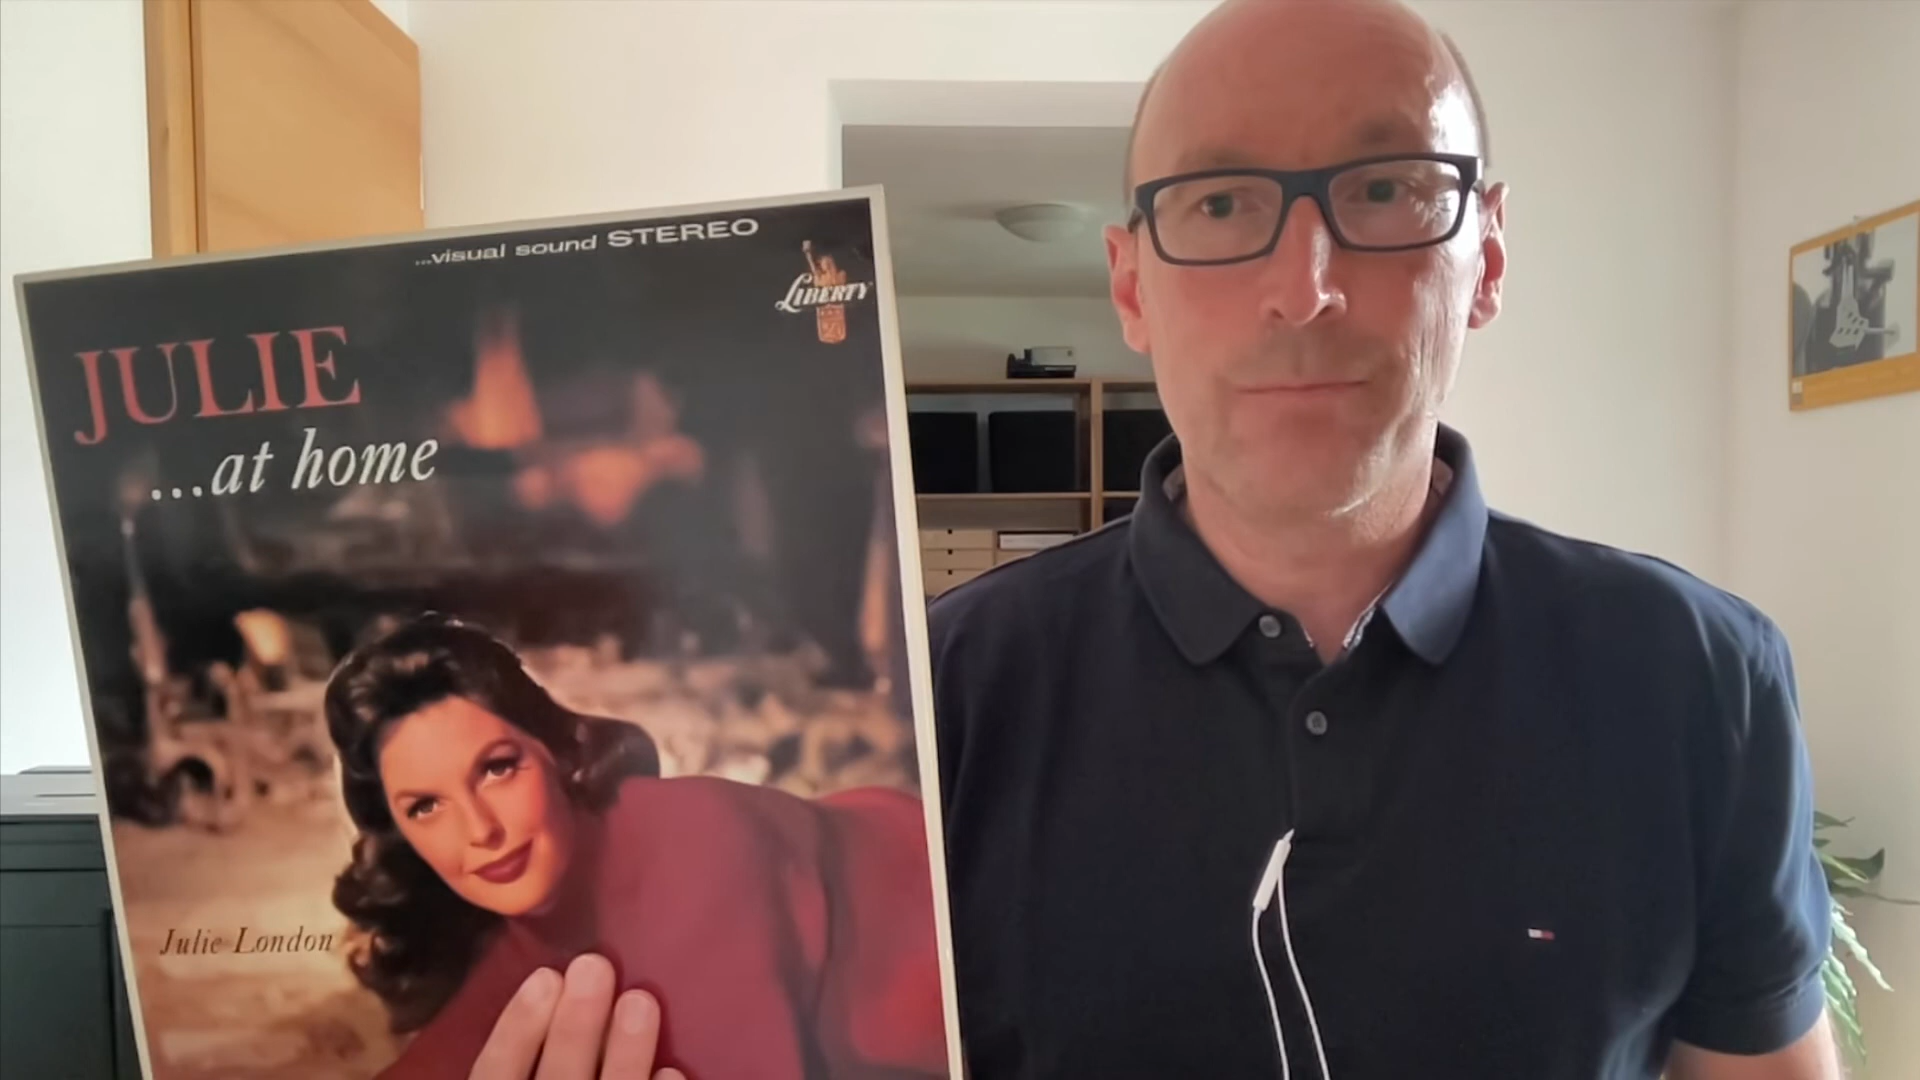 ...visual sound STEREO
LIBERTY
JULIE
...at home
Julie London